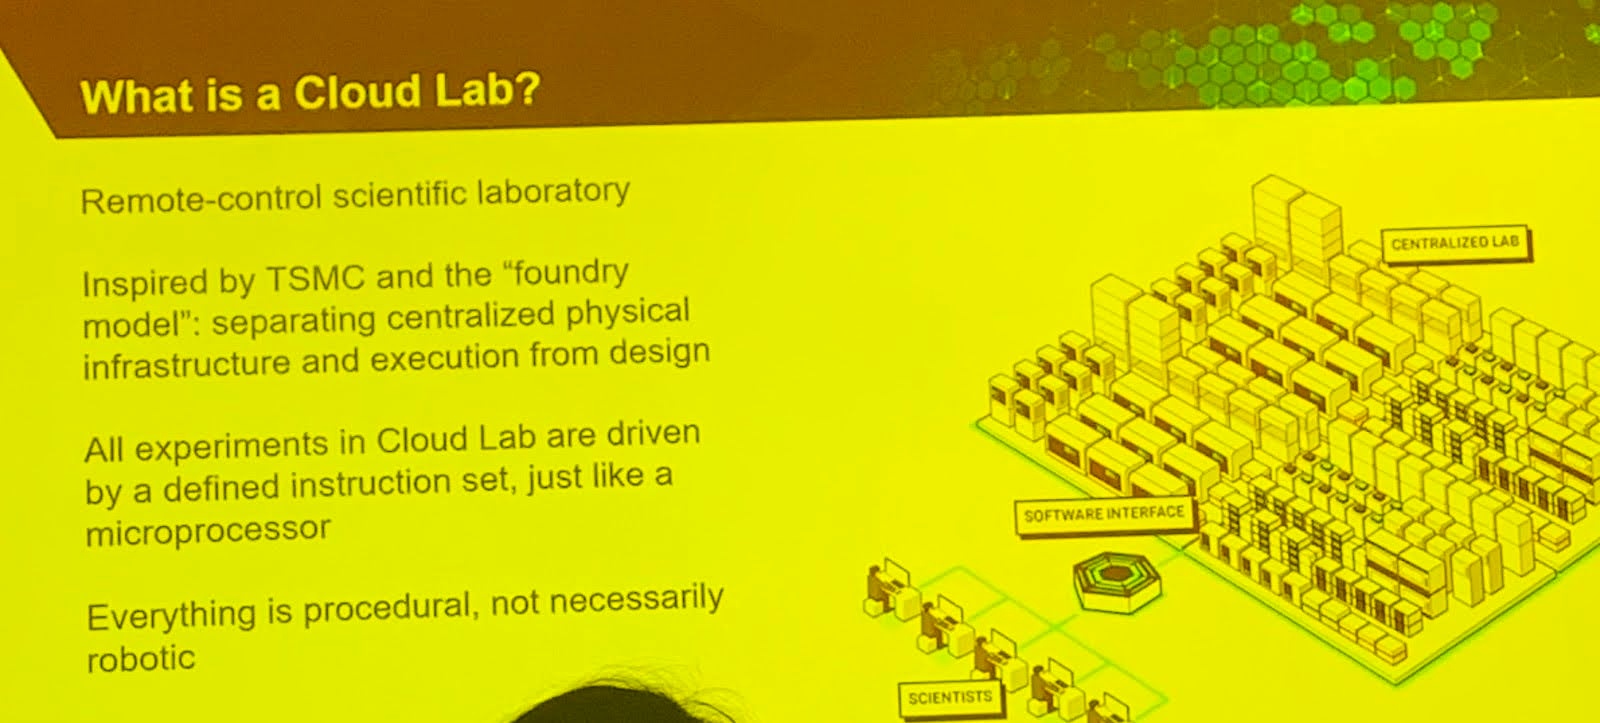 What is a Cloud Lab?
Remote-control scientific laboratory
Inspired by TSMC and the “foundry
model”: separating centralized physical
infrastructure and execution from design
All experiments in Cloud Lab are driven
by a defined instruction set, just like a
microprocessor
Everything is procedural, not necessarily
robotic
CENTRALIZED LAB
SOFTWARE INTERFACE
SCIENTISTS